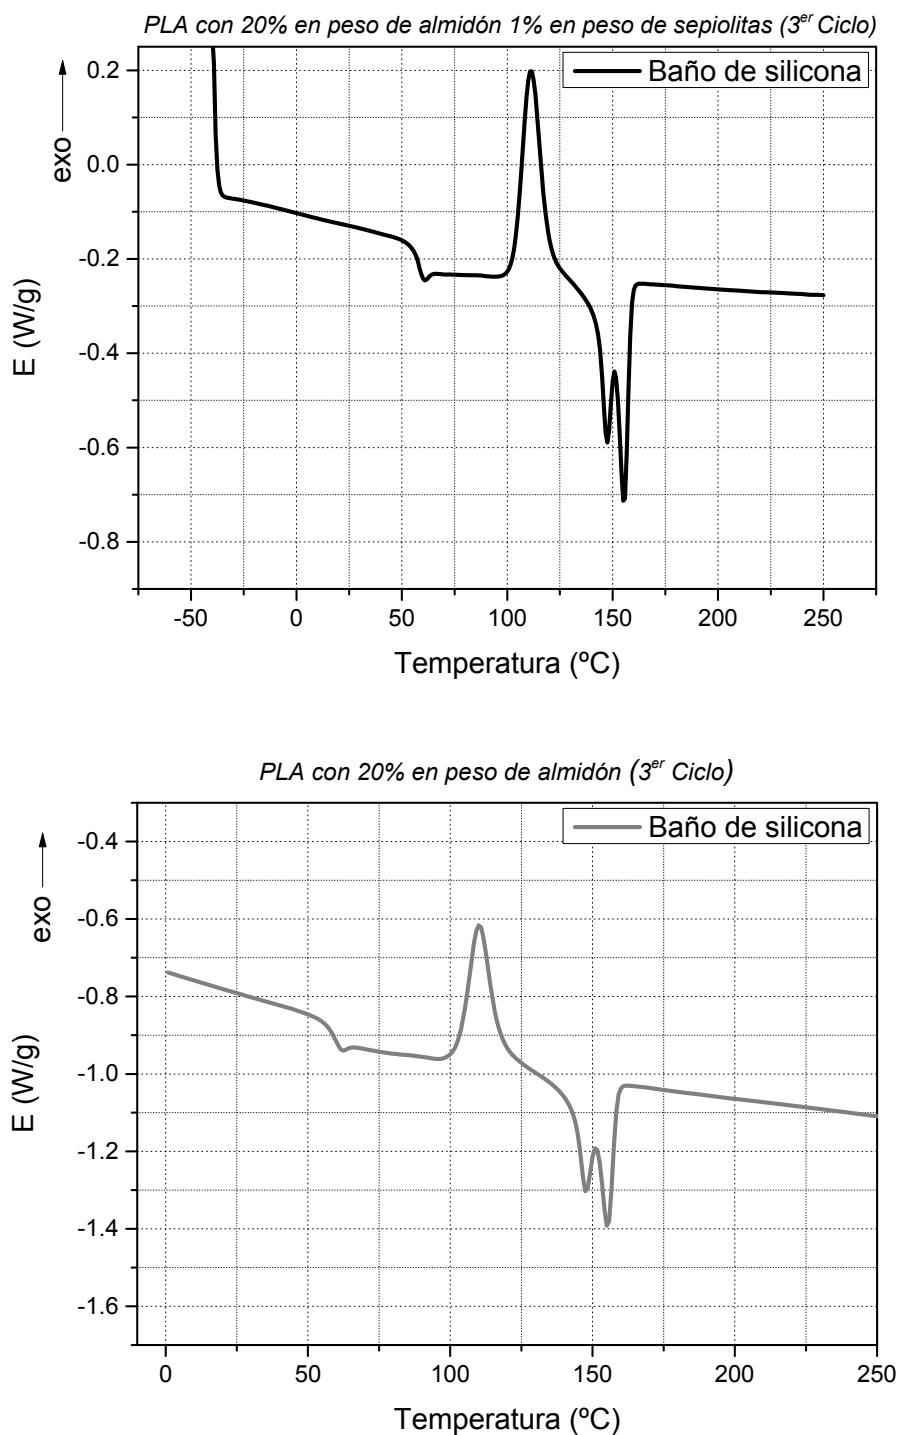 PLA con 20% en peso de almidón 1% en peso de sepiolitas (3er Ciclo)
Baño de silicona
exo
E (W/g)
0.2
0.0
-0.2
-0.4
-0.6
-0.8
-50 0 50 100 150 200 250
Temperatura (ºC)
PLA con 20% en peso de almidón (3er Ciclo)
Baño de silicona
exo
E (W/g)
-0.4
-0.6
-0.8
-1.0
-1.2
-1.4
-1.6
0 50 100 150 200 250
Temperatura (ºC)